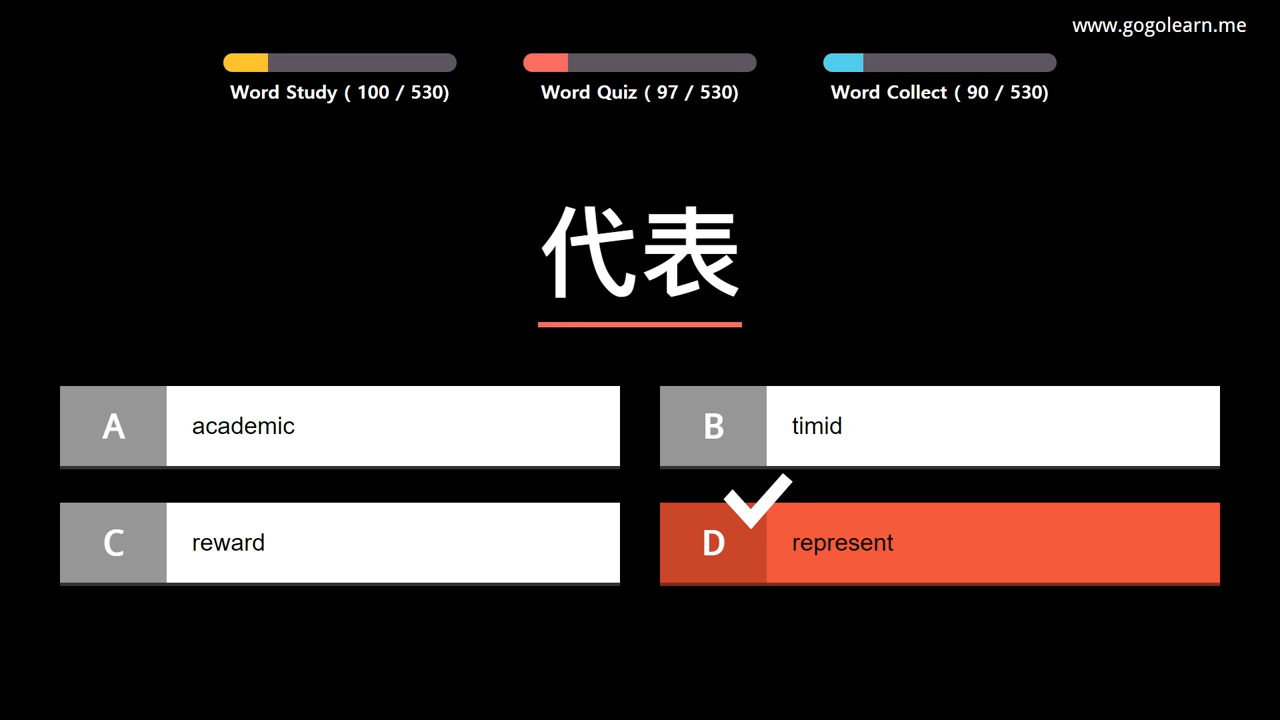 www.gogolearn.me
Word Study ( 100 / 530)
Word Quiz ( 97 / 530)
Word Collect ( 90 / 530)
代表
A academic
B timid
C reward
D represent